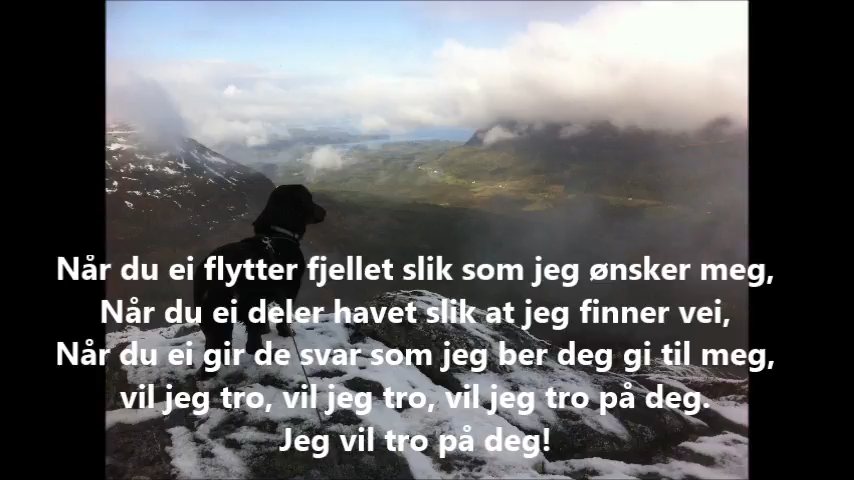 Når du ei flytter fjellet slik som jeg ønsker meg,
Når du ei deler havet slik at jeg finner vei,
Når du ei gir de svar som jeg ber deg gi til meg,
vil jeg tro, vil jeg tro, vil jeg tro på deg.
Jeg vil tro på deg!